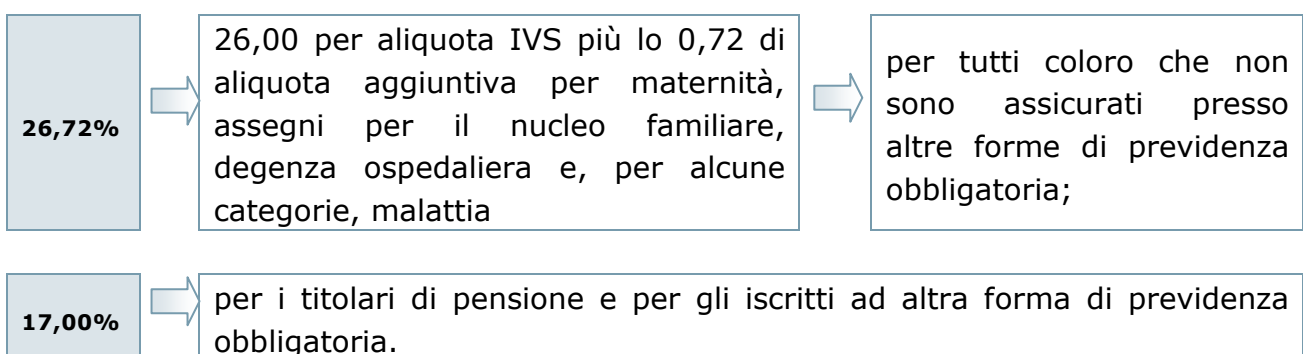 26,72%
26,00 per aliquota IVS più lo 0,72 di
aliquota aggiuntiva per maternità,
assegni per il nucleo familiare,
degenza ospedaliera e, per alcune
categorie, malattia
per tutti coloro che non
sono assicurati presso
altre forme di previdenza
obbligatoria;
17,00%
per i titolari di pensione e per gli iscritti ad altra forma di previdenza
obbligatoria.